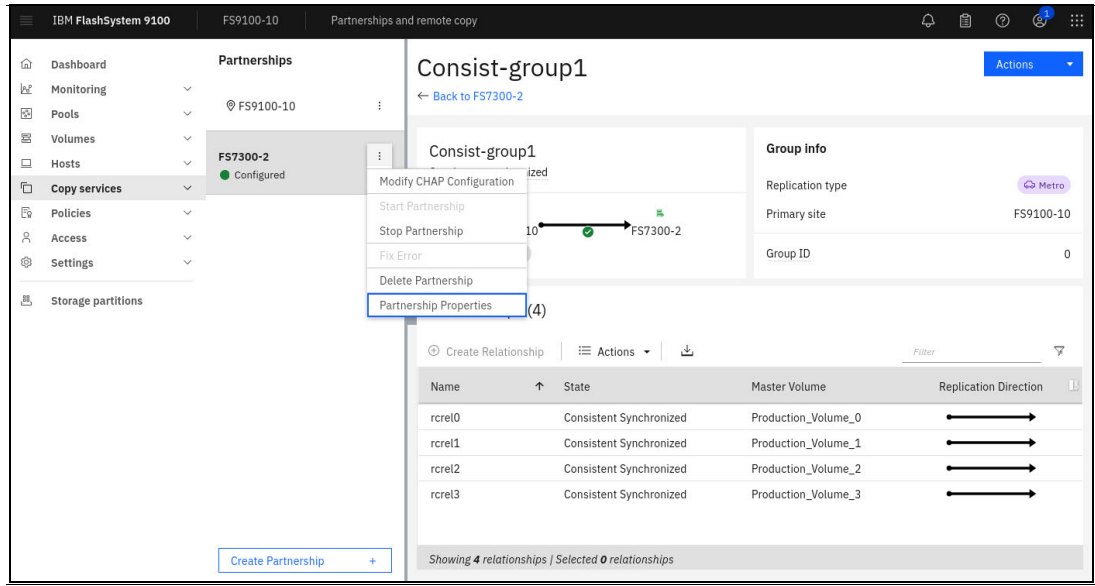 IBM FlashSystem 9100
FS9100-10
Partnerships and remote copy
1
Dashboard
Monitoring
Pools
Volumes
Hosts
Copy services
Policies
Access
Settings
Storage partitions
Partnerships
FS9100-10
FS7300-2
Configured
Modify CHAP Configuration
Start Partnership
Stop Partnership
Fix Error
Delete Partnership
Partnership Properties
Create Partnership +
Consist-group1
← Back to FS7300-2
Actions
Consist-group1
ized
10
FS7300-2
Group info
Replication type Metro
Primary site FS9100-10
Group ID 0
(4)
Create Relationship
Actions
Filter
Name ↑ State Master Volume Replication Direction
rcrel0 Consistent Synchronized Production_Volume_0
rcrel1 Consistent Synchronized Production_Volume_1
rcrel2 Consistent Synchronized Production_Volume_2
rcrel3 Consistent Synchronized Production_Volume_3
Showing 4 relationships | Selected 0 relationships